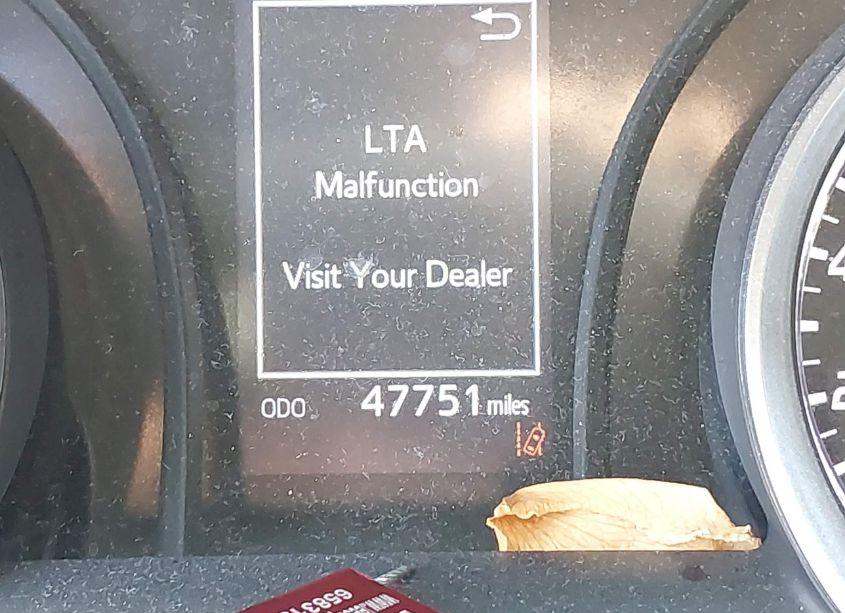 LTA
Malfunction
Visit Your Dealer
ODO 47751 miles